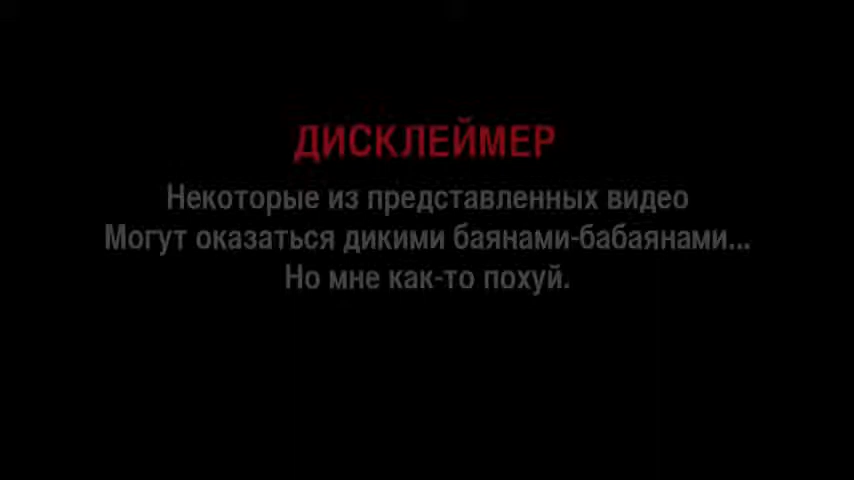 ДИСКЛЕЙМЕР
Некоторые из представленных видео
Могут оказаться дикими баянами-бабаянами...
Но мне как-то похуй.